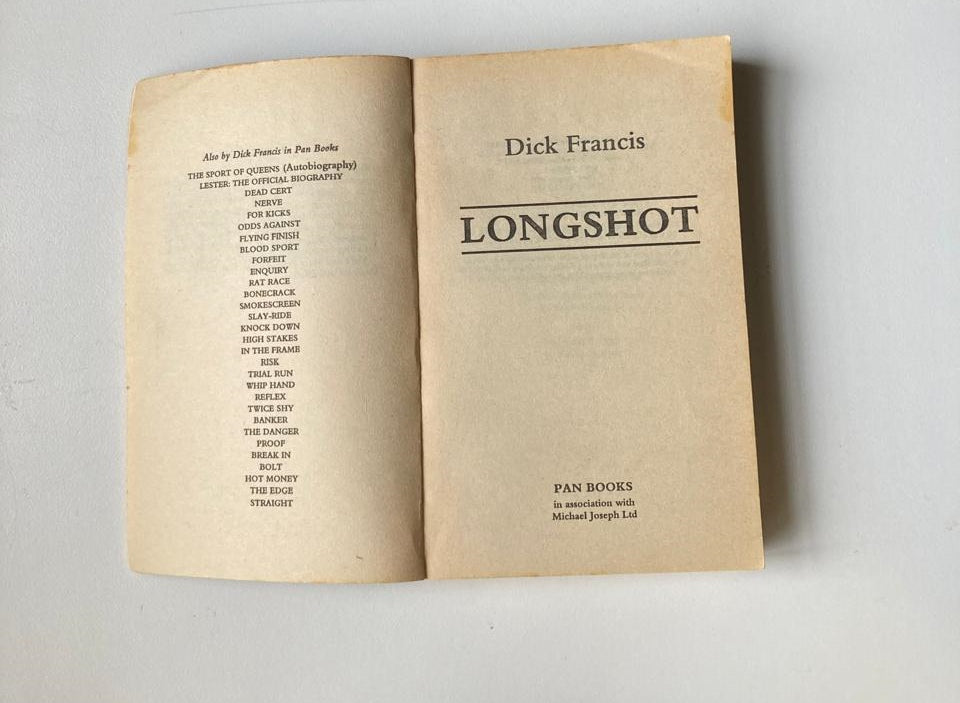 Also by Dick Francis in Pan Books
THE SPORT OF QUEENS (Autobiography)
LESTER: THE OFFICIAL BIOGRAPHY
DEAD CERT
NERVE
FOR KICKS
ODDS AGAINST
FLYING FINISH
BLOOD SPORT
FORFEIT
ENQUIRY
RAT RACE
BONECRACK
SMOKESCREEN
SLAY-RIDE
KNOCK DOWN
HIGH STAKES
IN THE FRAME
RISK
TRIAL RUN
WHIP HAND
REFLEX
TWICE SHY
BANKER
THE DANGER
PROOF
BREAK IN
BOLT
HOT MONEY
THE EDGE
STRAIGHT
Dick Francis
LONGSHOT
PAN BOOKS
in association with
Michael Joseph Ltd